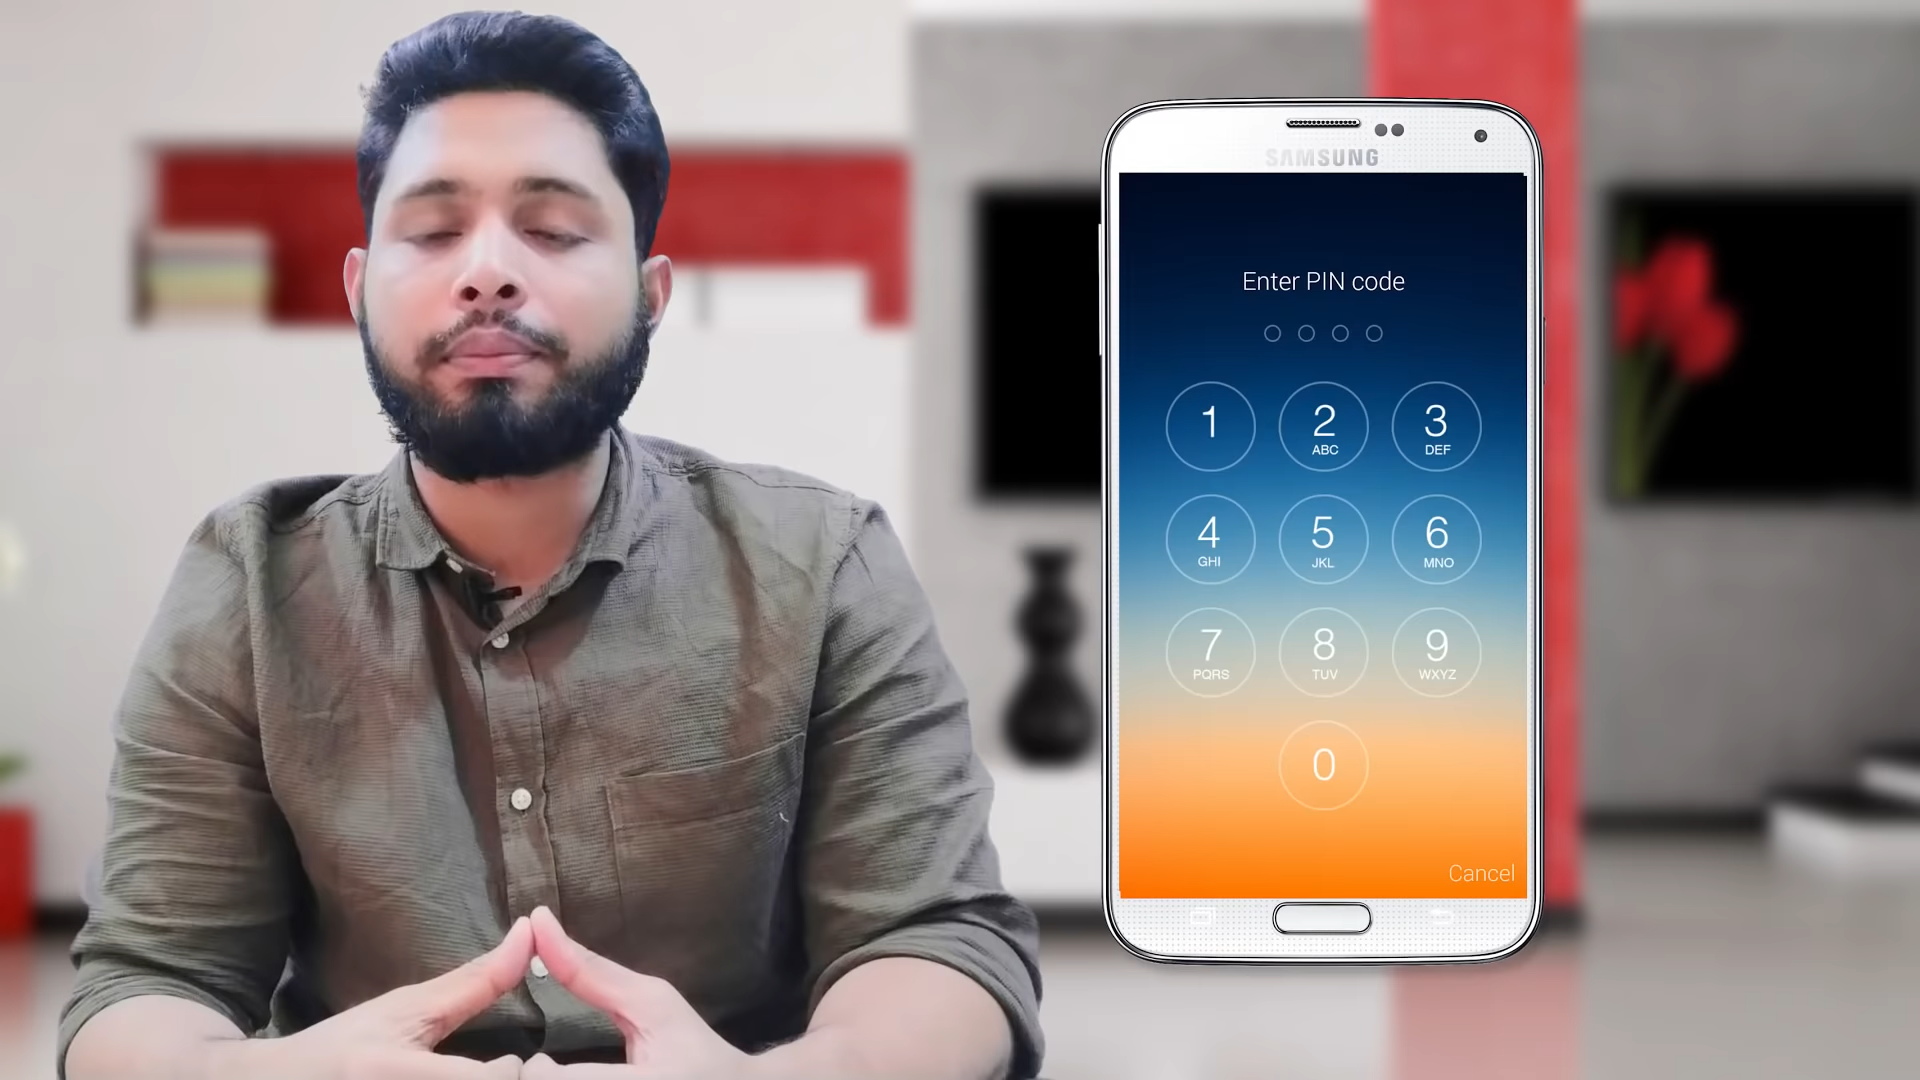 SAMSUNG
Enter PIN code
1
2
ABC
3
DEF
4
GHI
5
JKL
6
MNO
7
PQRS
8
TUV
9
WXYZ
0
Cancel